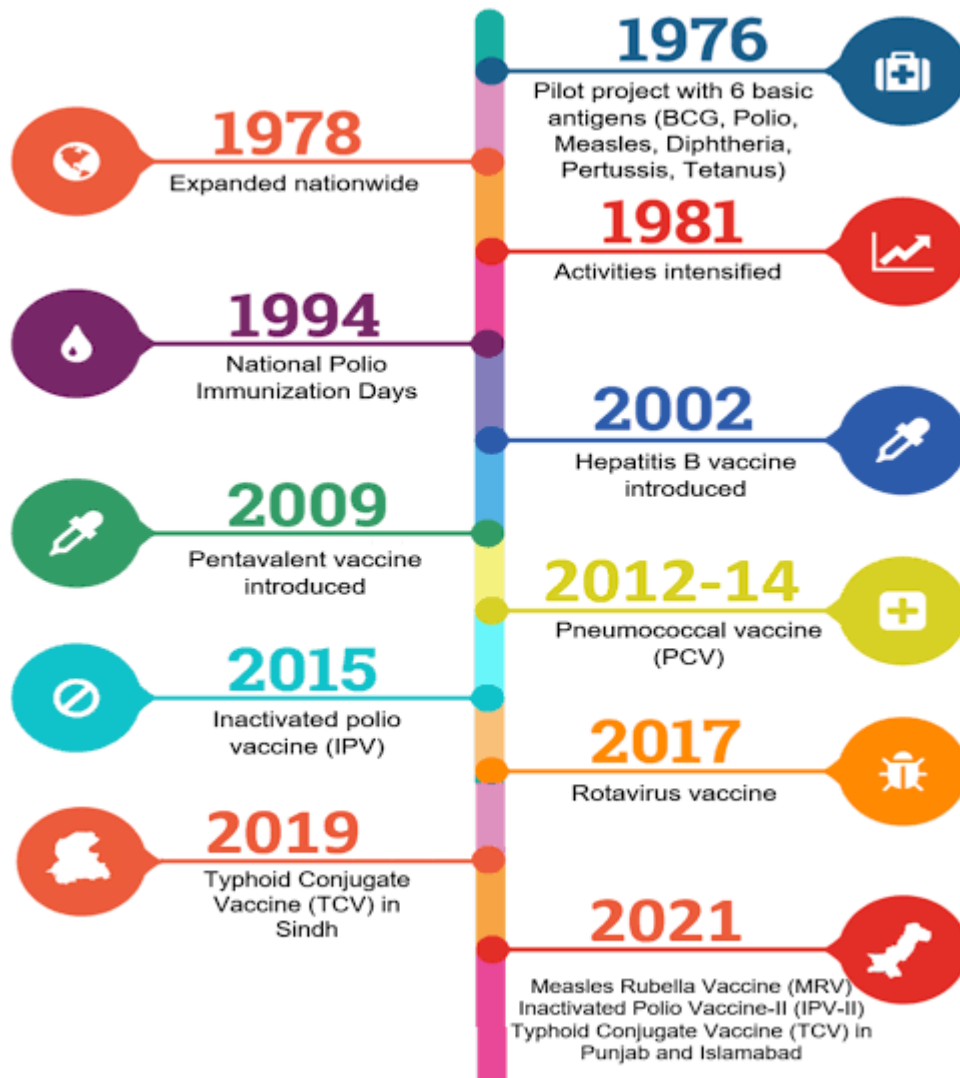 1976
Pilot project with 6 basic
antigens (BCG, Polio,
Measles, Diphtheria,
Pertussis, Tetanus)
1978
Expanded nationwide
1981
Activities intensified
1994
National Polio
Immunization Days
2002
Hepatitis B vaccine
introduced
2009
Pentavalent vaccine
introduced
2012-14
Pneumococcal vaccine
(PCV)
2015
Inactivated polio
vaccine (IPV)
2017
Rotavirus vaccine
2019
Typhoid Conjugate
Vaccine (TCV) in
Sindh
2021
Measles Rubella Vaccine (MRV)
Inactivated Polio Vaccine-II (IPV-II)
Typhoid Conjugate Vaccine (TCV) in
Punjab and Islamabad